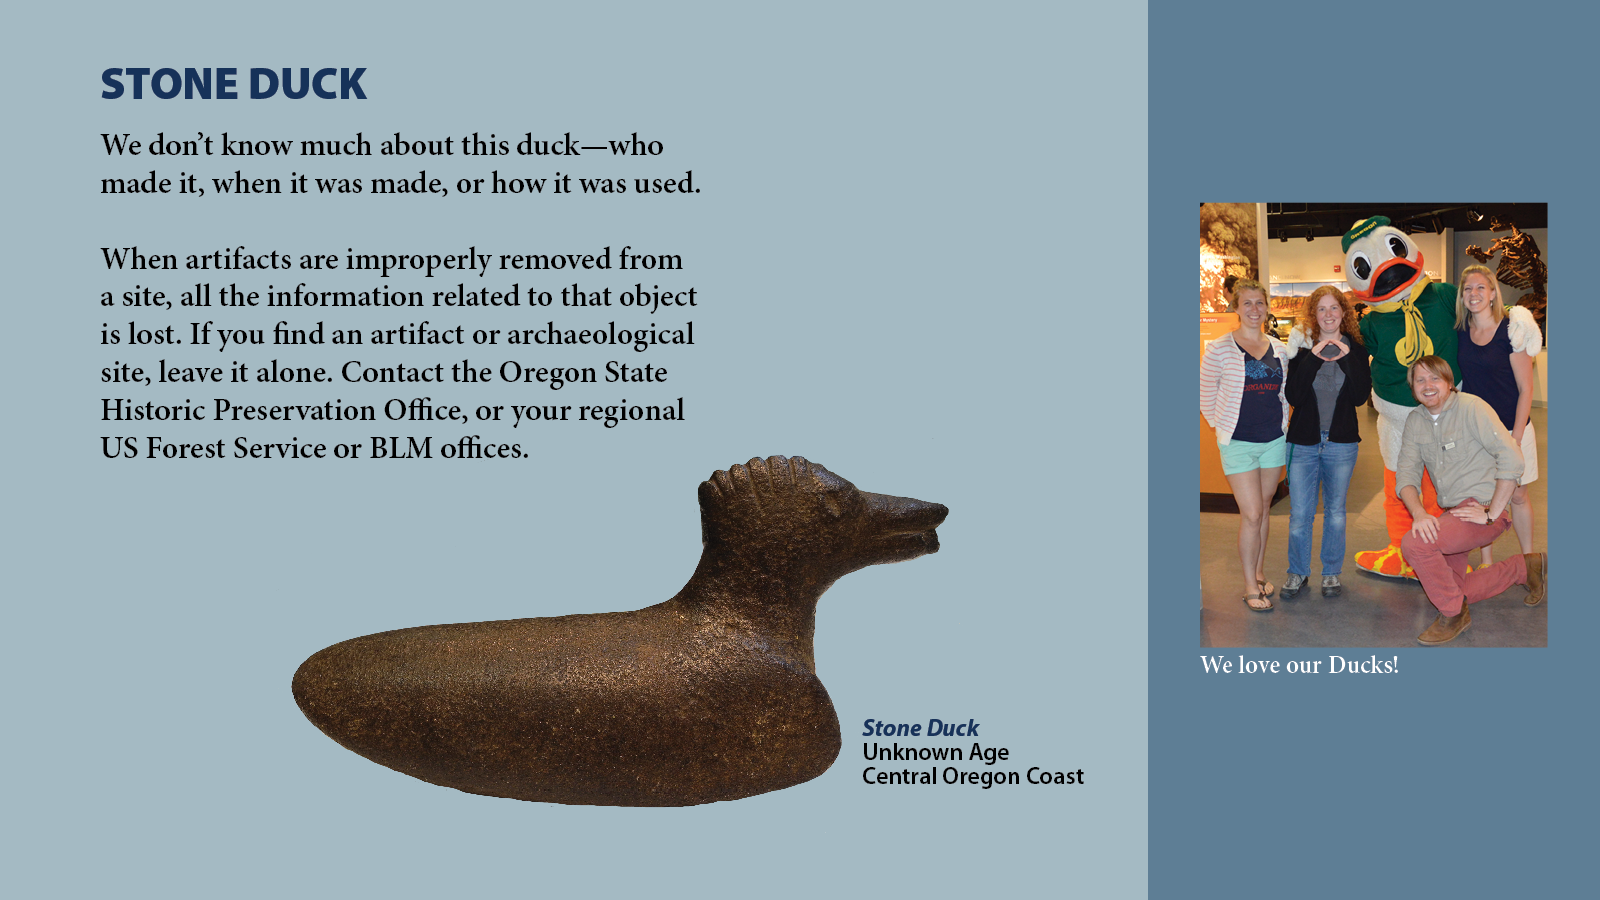 STONE DUCK
We don’t know much about this duck—who
made it, when it was made, or how it was used.
When artifacts are improperly removed from
a site, all the information related to that object
is lost. If you find an artifact or archaeological
site, leave it alone. Contact the Oregon State
Historic Preservation Office, or your regional
US Forest Service or BLM offices.
Stone Duck
Unknown Age
Central Oregon Coast
We love our Ducks!